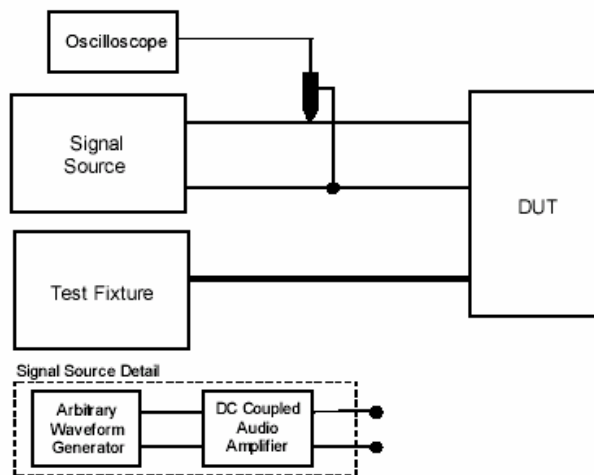 Oscilloscope
Signal
Source
DUT
Test Fixture
Signal Source Detail
Arbitrary
Waveform
Generator
DC Coupled
Audio
Amplifier